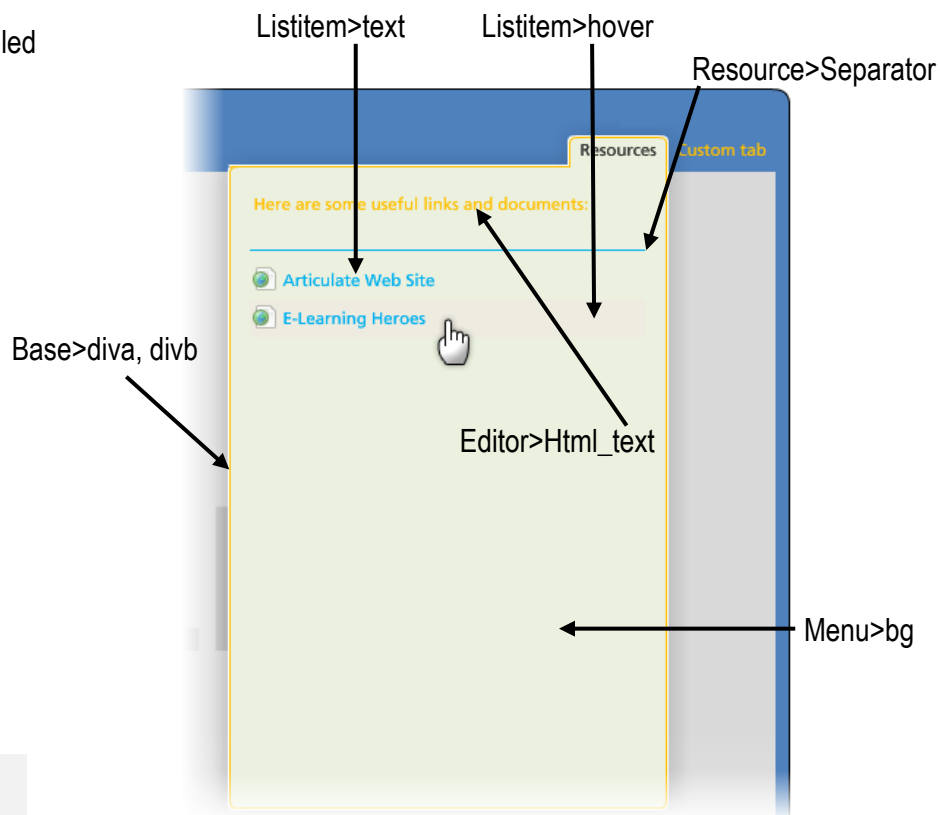 led
Listitem>text
Listitem>hover
Resource>Separator
Resources
Custom tab
Here are some useful links and documents:
Articulate Web Site
E-Learning Heroes
Base>diva, divb
Editor>Html_text
Menu>bg